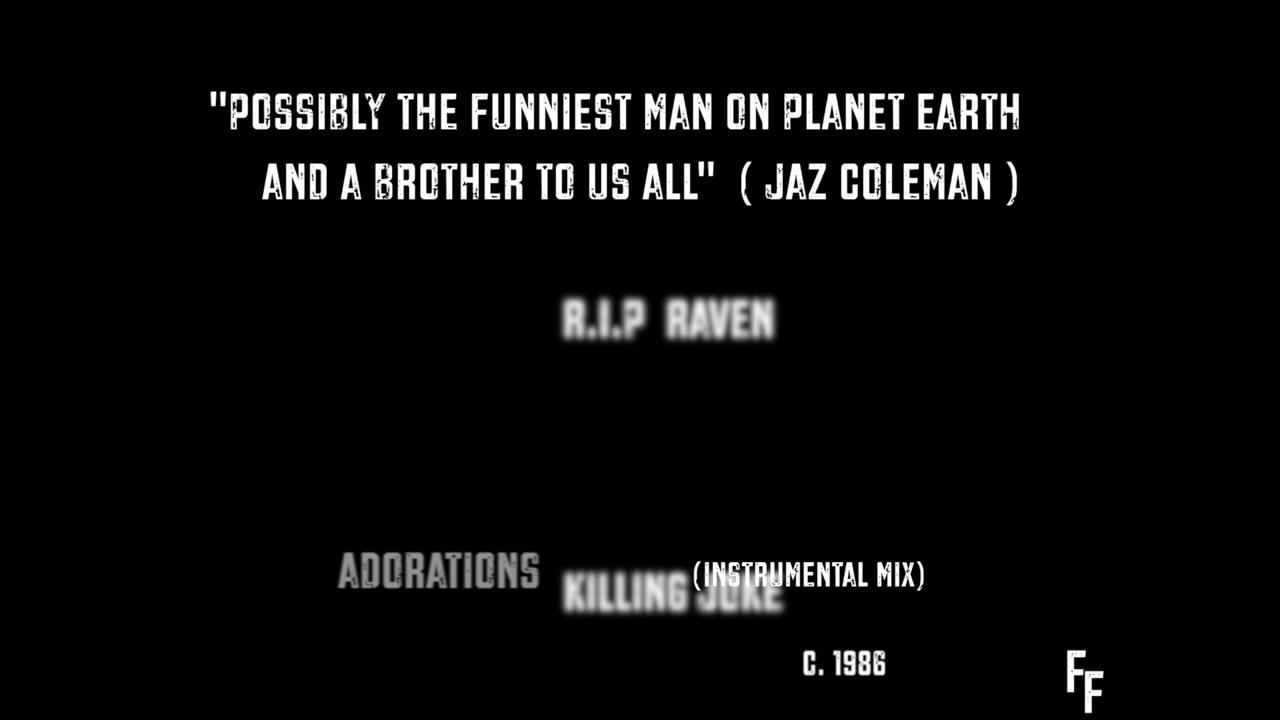 "POSSIBLY THE FUNNIEST MAN ON PLANET EARTH
AND A BROTHER TO US ALL" ( JAZ COLEMAN )
R.I.P RAVEN
ADORATIONS
(INSTRUMENTAL MIX)
KILLING JOKE
C. 1986
FF